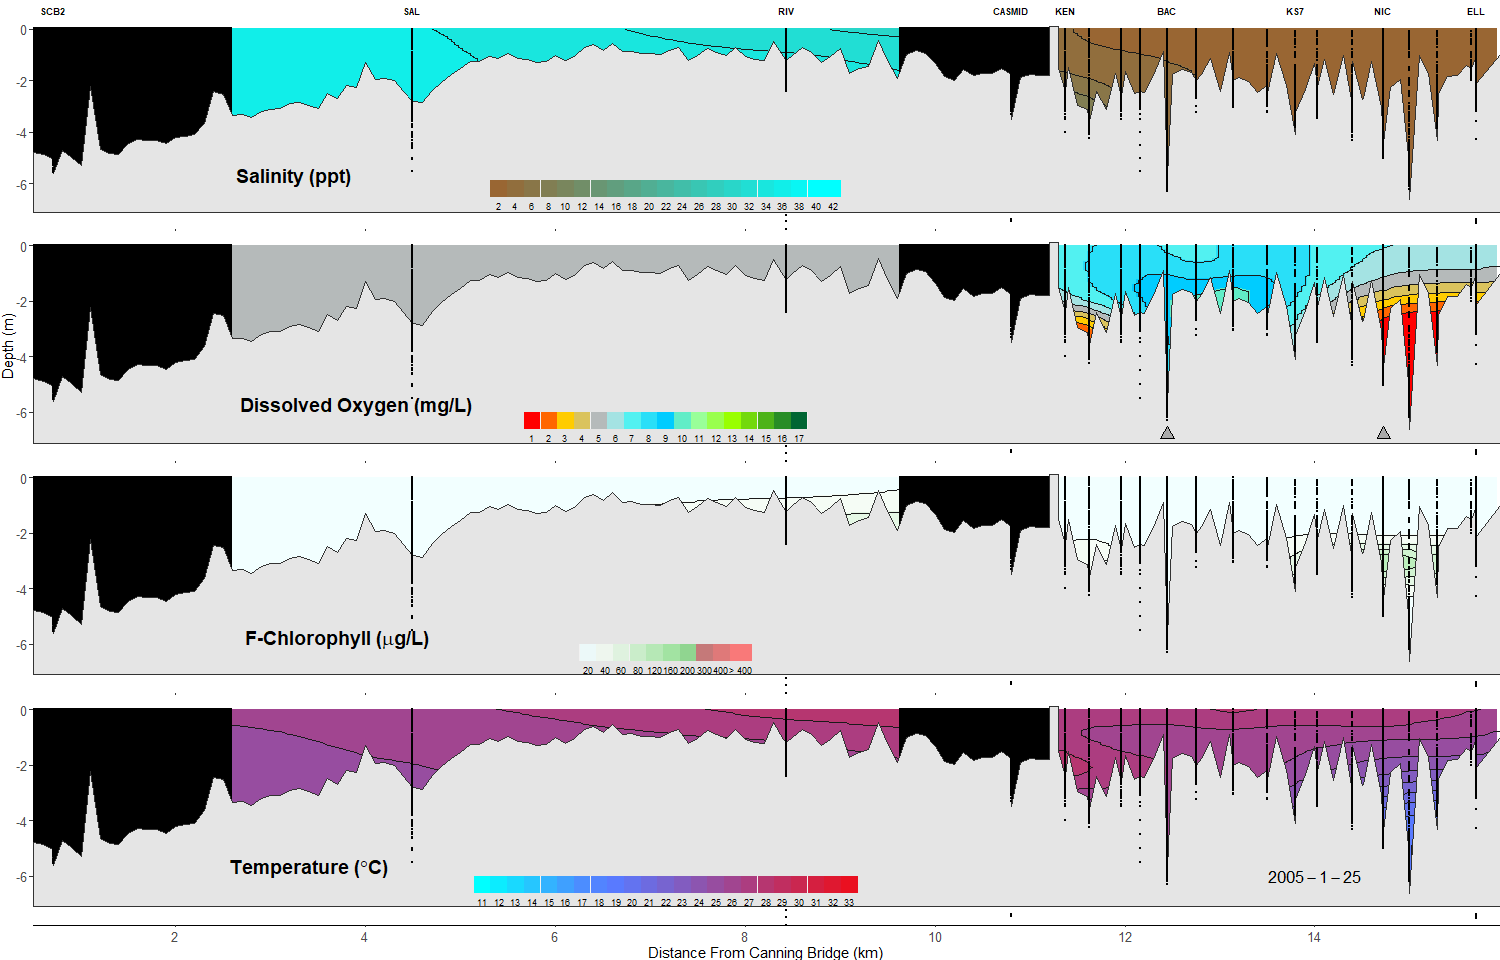 SCB2 SAL RIV CASMID KEN BAC KS7 NIC ELL
0
-2
-4
-6
Salinity (ppt)
2 4 6 8 10 12 14 16 18 20 22 24 26 28 30 32 34 36 38 40 42
0
-2
-4
-6
Depth (m)
Dissolved Oxygen (mg/L)
1 2 3 4 5 6 7 8 9 10 11 12 13 14 15 16 17
0
-2
-4
-6
F-Chlorophyll (µg/L)
20 40 60 80 120 160 200 300 400 > 400
0
-2
-4
-6
Temperature (°C)
11 12 13 14 15 16 17 18 19 20 21 22 23 24 25 26 27 28 29 30 31 32 33
2005 – 1 – 25
2 4 6 8 10 12 14
Distance From Canning Bridge (km)